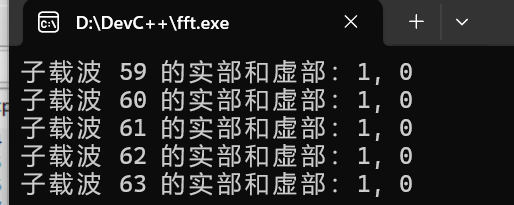 D:\DevC++\fft.exe
子载波 59 的实部和虚部: 1, 0
子载波 60 的实部和虚部: 1, 0
子载波 61 的实部和虚部: 1, 0
子载波 62 的实部和虚部: 1, 0
子载波 63 的实部和虚部: 1, 0